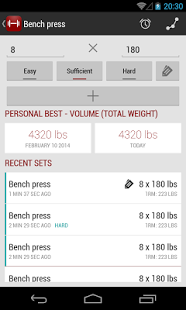 20:30
Bench press
8 x 180
Easy Sufficient Hard
+
PERSONAL BEST - VOLUME (TOTAL WEIGHT)
4320 lbs 4320 lbs
FEBRUARY 10 2014 TODAY
RECENT SETS
Bench press 8 x 180 lbs
1 MIN 37 SEC AGO 1RM: 223 LBS
Bench press 8 x 180 lbs
2 MIN 25 SEC AGO HARD 1RM: 223 LBS
Bench press 8 x 180 lbs
2 MIN 25 SEC AGO 1RM: 223 LBS
Bench press 8 x 180 lbs